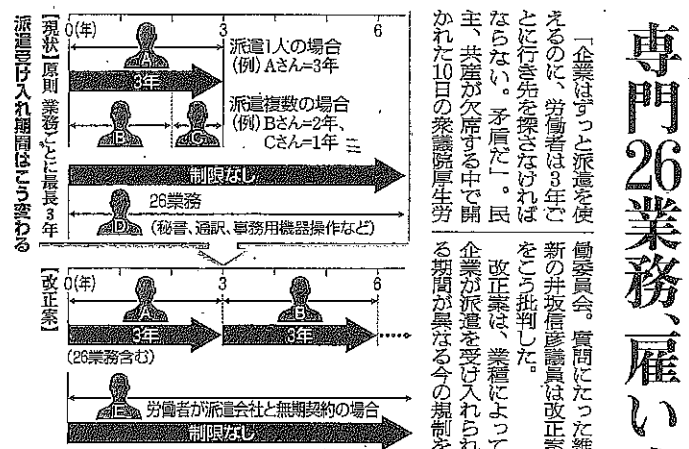 専門26業務、雇い
「企業はずっと派遣を使
えるのに、労働者は3年ご
とに行き先を探さなければ
ならない。矛盾だ」。民
主、共産が欠席する中で開
かれた10日の衆議院厚生労
働委員会。質問にたった維
新の井坂信彦議員は改正案
をこう批判した。
改正案は、業種によって
企業が派遣を受け入れられ
る期間が異なる今の規制を
派遣受け入れ期間はこう変わる
【現状】原則 業務ごとに最長3年
0(年)
3
6
A
3年
派遣1人の場合
(例)Aさん=3年
B
C
派遣複数の場合
(例)Bさん=2年、
Cさん=1年
制限なし
D
26業務
(秘書、通訳、事務用機器操作など)
【改正案】
0(年)
3
6
A
B
3年
3年
(26業務含む)
E
労働者が派遣会社と無期契約の場合
制限なし